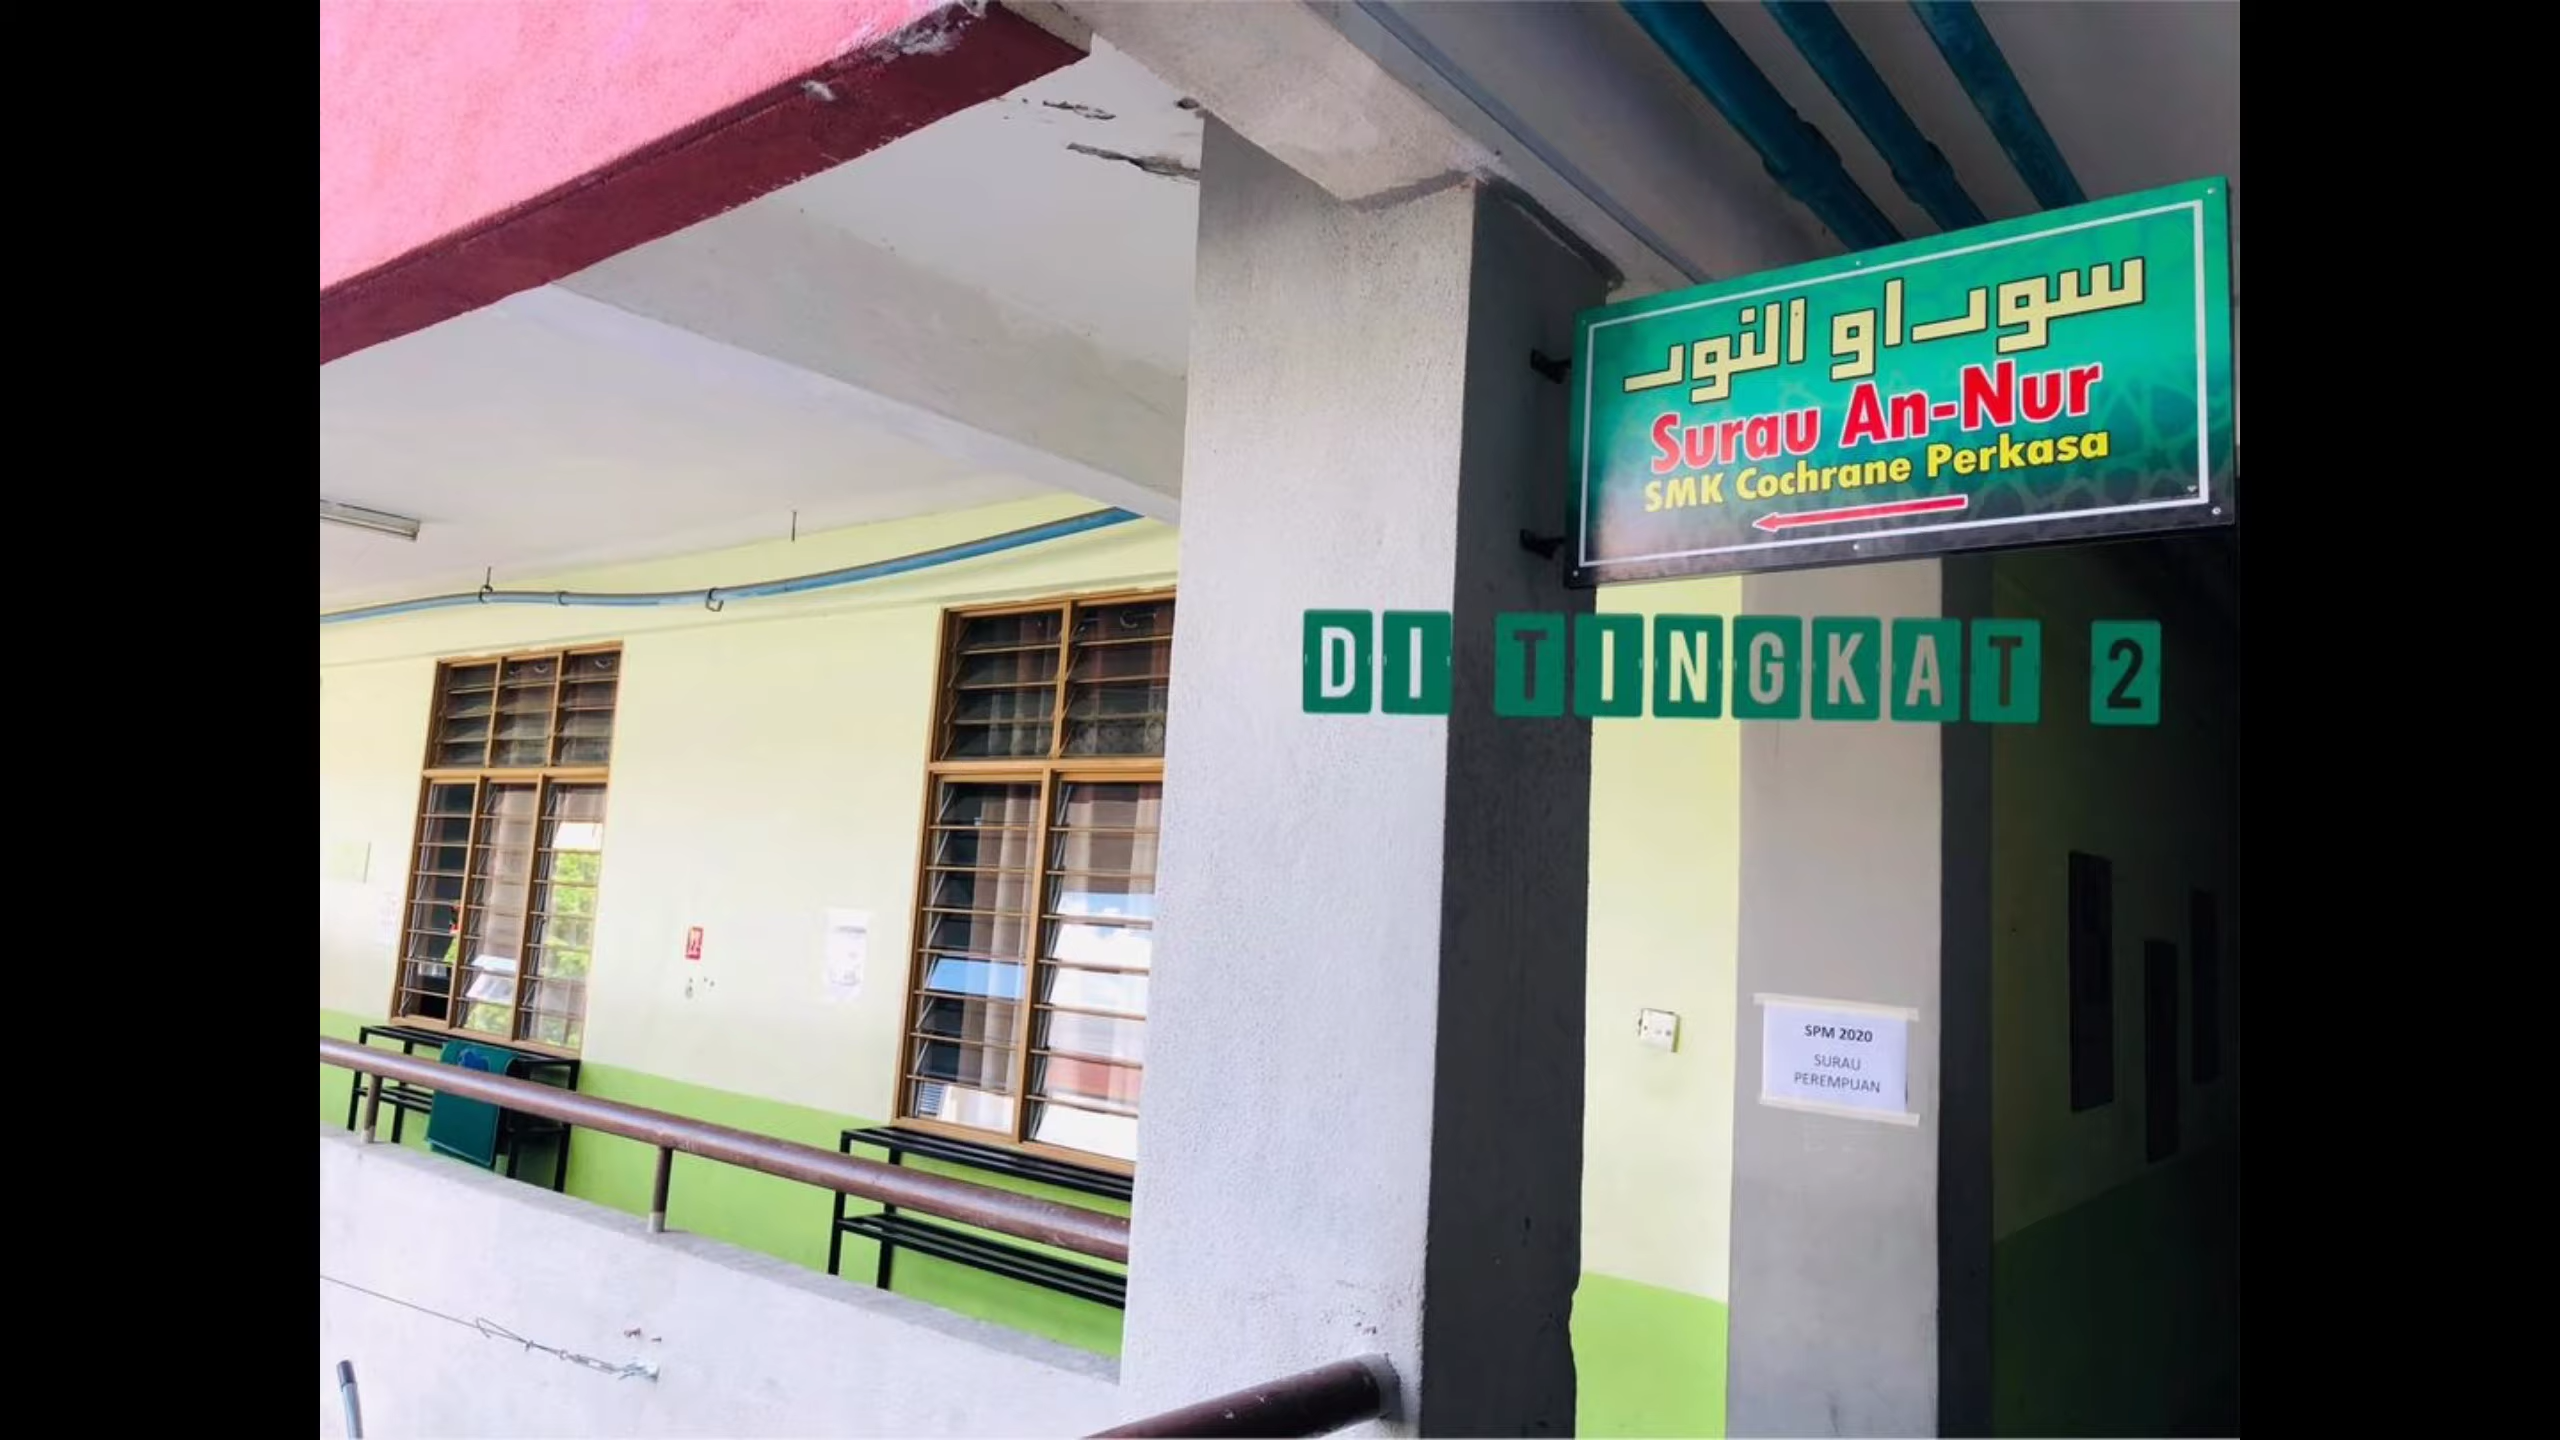 سوراو النور
Surau An-Nur
SMK Cochrane Perkasa
DI TINGKAT 2
SPM 2020
SURAU
PEREMPUAN